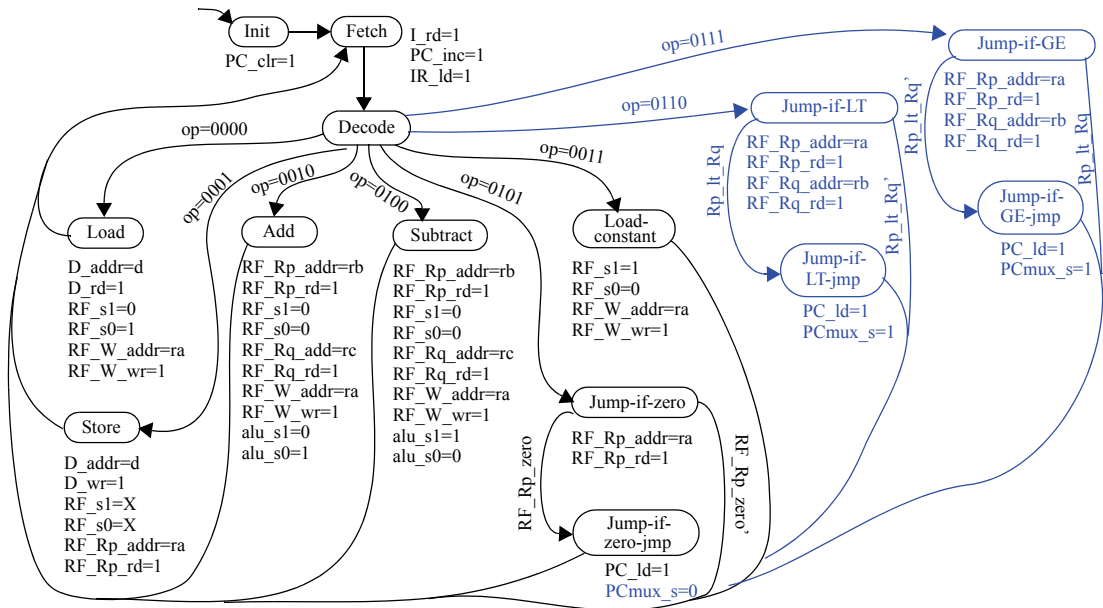 Init
PC_clr=1
Fetch
I_rd=1
PC_inc=1
IR_ld=1
Decode
op=0000
op=0001
op=0010
op=0100
op=0101
op=0011
op=0110
op=0111
Load
D_addr=d
D_rd=1
RF_s1=0
RF_s0=1
RF_W_addr=ra
RF_W_wr=1
Store
D_addr=d
D_wr=1
RF_s1=X
RF_s0=X
RF_Rp_addr=ra
RF_Rp_rd=1
Add
RF_Rp_addr=rb
RF_Rp_rd=1
RF_s1=0
RF_s0=0
RF_Rq_add=rc
RF_Rq_rd=1
RF_W_addr=ra
RF_W_wr=1
alu_s1=0
alu_s0=1
Subtract
RF_Rp_addr=rb
RF_Rp_rd=1
RF_s1=0
RF_s0=0
RF_Rq_addr=rc
RF_Rq_rd=1
RF_W_addr=ra
RF_W_wr=1
alu_s1=1
alu_s0=0
Load-
constant
RF_s1=1
RF_s0=0
RF_W_addr=ra
RF_W_wr=1
Jump-if-zero
RF_Rp_addr=ra
RF_Rp_rd=1
RF_Rp_zero
RF_Rp_zero’
Jump-if-
zero-jmp
PC_ld=1
PCmux_s=0
Jump-if-LT
RF_Rp_addr=ra
RF_Rp_rd=1
RF_Rq_addr=rb
RF_Rq_rd=1
Rp_lt_Rq
Rp_lt_Rq’
Jump-if-
LT-jmp
PC_ld=1
PCmux_s=1
Jump-if-GE
RF_Rp_addr=ra
RF_Rp_rd=1
RF_Rq_addr=rb
RF_Rq_rd=1
Rp_lt_Rq’
Rp_lt_Rq
Jump-if-
GE-jmp
PC_ld=1
PCmux_s=1